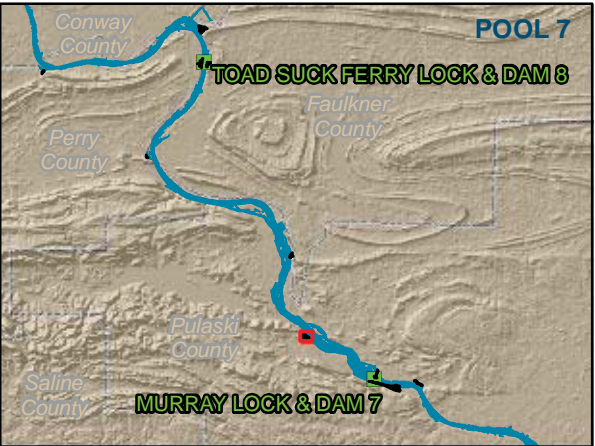 Conway
County
POOL 7
TOAD SUCK FERRY LOCK & DAM 8
Faulkner
County
Perry
County
Pulaski
County
Saline
County
MURRAY LOCK & DAM 7